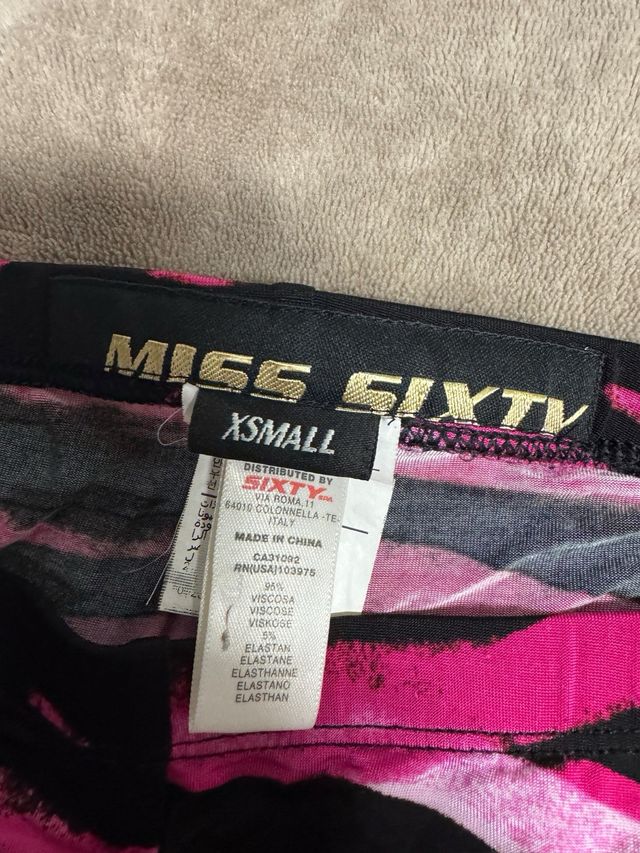 MISS SIXTY
XSMALL
DISTRIBUTED BY
SIXTY SPA
VIA ROMA,11
64010 COLONNELLA -TE-
ITALY
MADE IN CHINA
CA31092
RN(USA)103975
95%
VISCOSA
VISCOSE
VISKOSE
5%
ELASTAN
ELASTANE
ELASTHANNE
ELASTANO
ELASTHAN